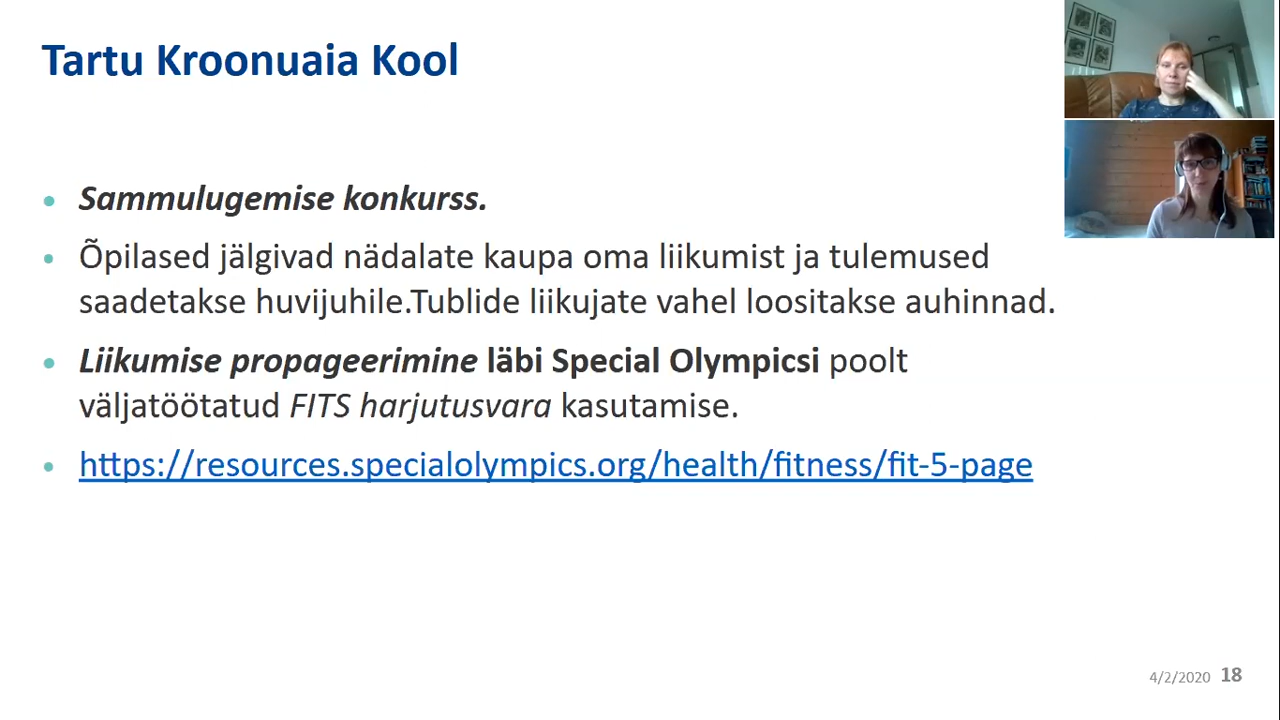 Tartu Kroonuaia Kool
• Sammulugemise konkurss.
• Õpilased jälgivad nädalate kaupa oma liikumist ja tulemused
saadetakse huvijuhile.Tublide liikujate vahel loositakse auhinnad.
• Liikumise propageerimine läbi Special Olympicsi poolt
väljatöötatud FITS harjutusvara kasutamise.
• https://resources.specialolympics.org/health/fitness/fit-5-page
4/2/2020 18